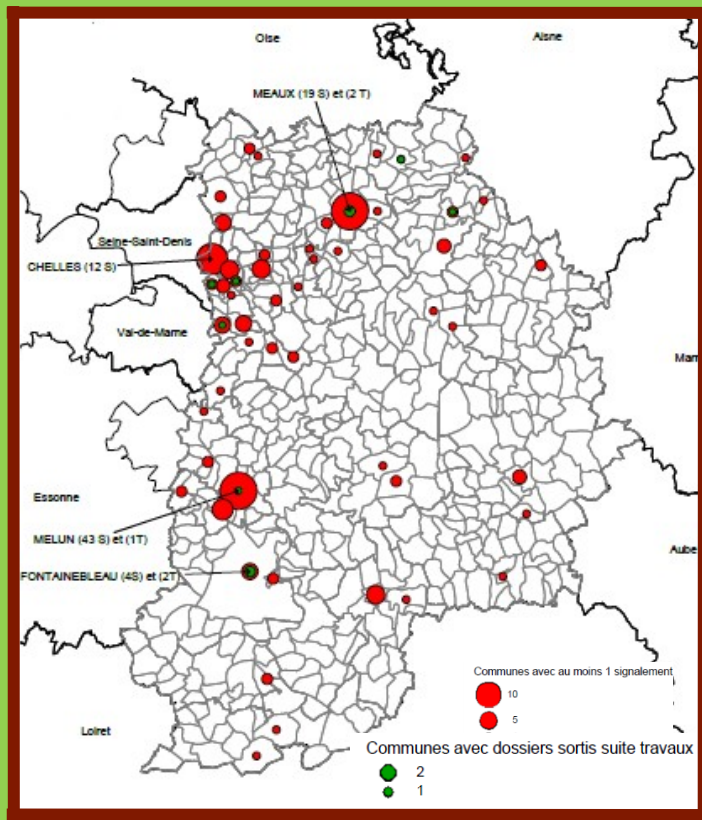 Oise
Aisne
MEAUX (19 S) et (2 T)
Seine-Saint-Denis
CHELLES (12 S)
Val-de-Marne
Mar
Essonne
MELUN (43 S) et (1T)
Aube
FONTAINEBLEAU (4S) et (2T)
Communes avec au moins 1 signalement
10
5
Loiret
Communes avec dossiers sortis suite travaux
2
1